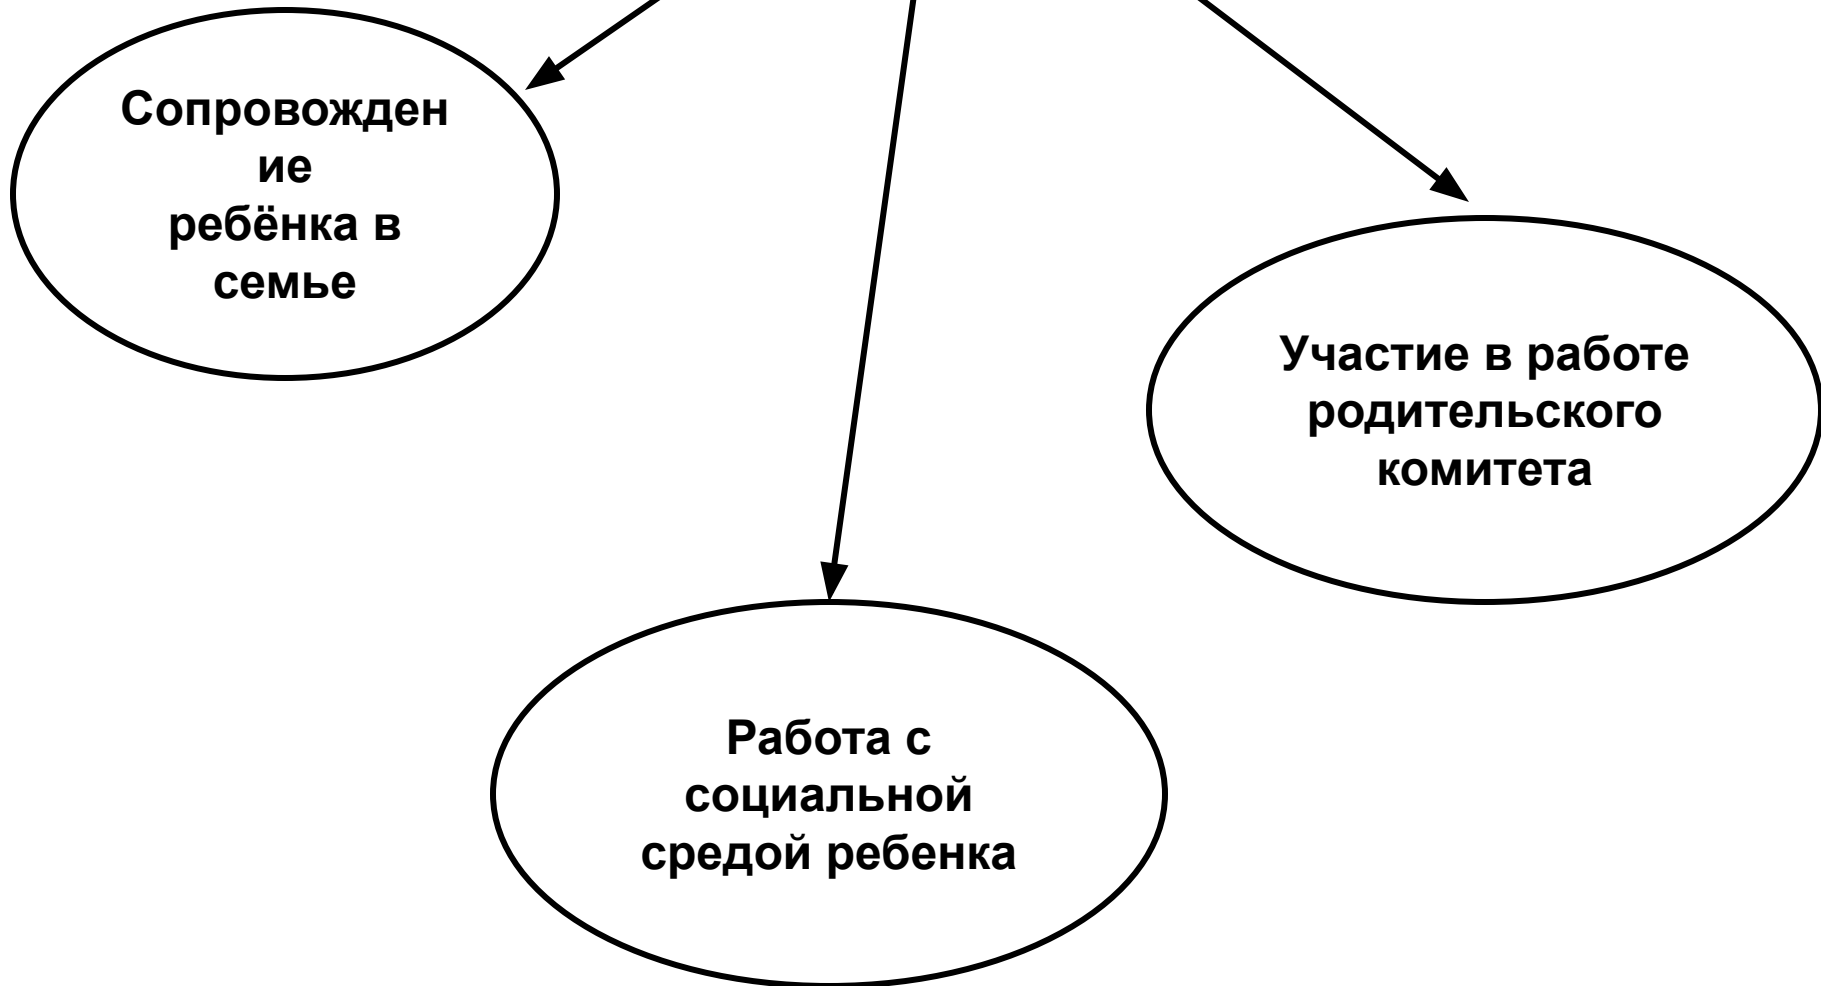 Сопровожден
ие
ребёнка в
семье
Участие в работе
родительского
комитета
Работа с
социальной
средой ребенка